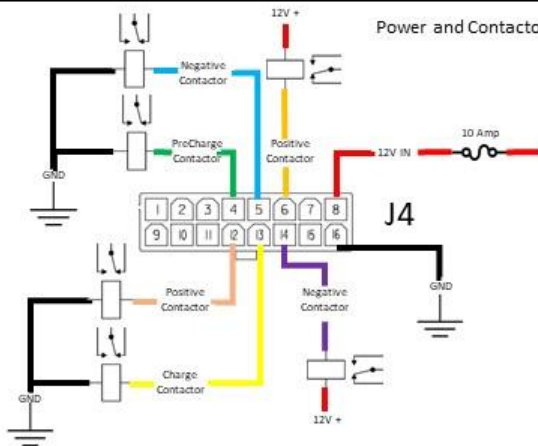 12V +
Power and Contacto
Negative
Contactor
10 Amp
PreCharge
Contactor
Positive
Contactor
12V IN
GND
1 2 3 4 5 6 7 8
J4
9 10 11 12 13 14 15 16
Positive
Contactor
Negative
Contactor
GND
Charge
Contactor
GND
12V +